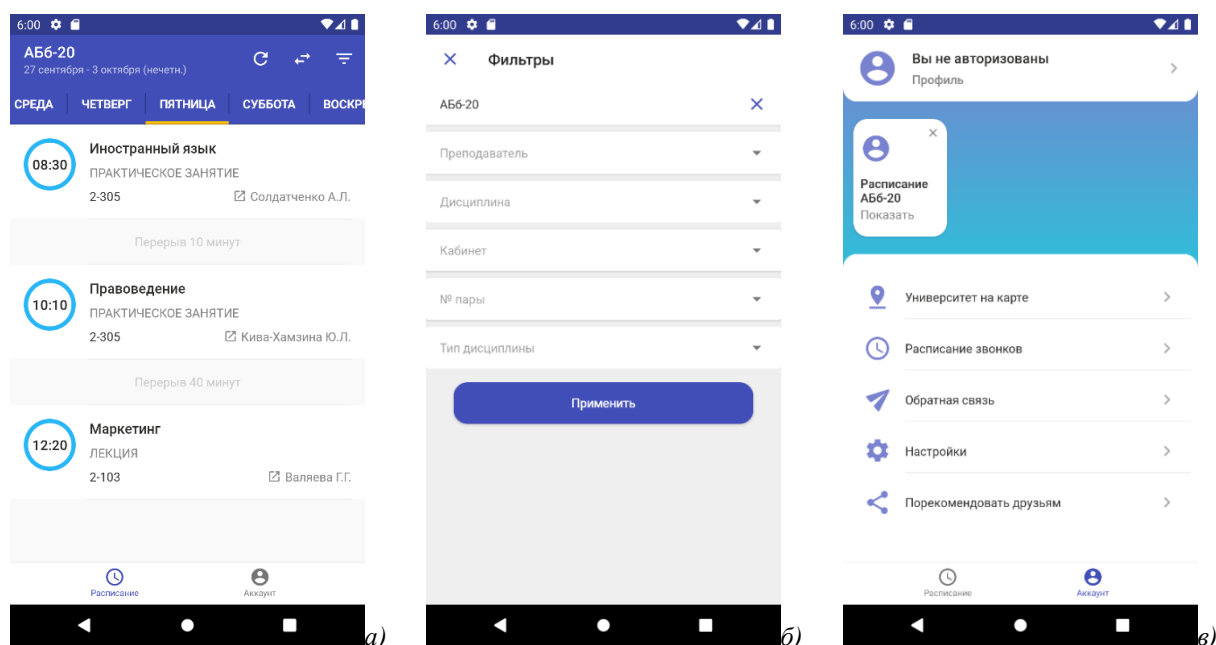 6:00
АБб-20
27 сентября - 3 октября (нечетн.)
СРЕДА ЧЕТВЕРГ ПЯТНИЦА СУББОТА ВОСКР
08:30
Иностранный язык
ПРАКТИЧЕСКОЕ ЗАНЯТИЕ
2-305 Солдатченко А.Л.
Перерыв 10 минут
10:10
Правоведение
ПРАКТИЧЕСКОЕ ЗАНЯТИЕ
2-305 Кива-Хамзина Ю.Л.
Перерыв 40 минут
12:20
Маркетинг
ЛЕКЦИЯ
2-103 Валяева Г.Г.
Расписание Аккаунт
а)
6:00
Фильтры
АБб-20
Преподаватель
Дисциплина
Кабинет
№ пары
Тип дисциплины
Применить
б)
6:00
Вы не авторизованы
Профиль
Расписание
АБб-20
Показать
Университет на карте
Расписание звонков
Обратная связь
Настройки
Порекомендовать друзьям
Расписание Аккаунт
в)